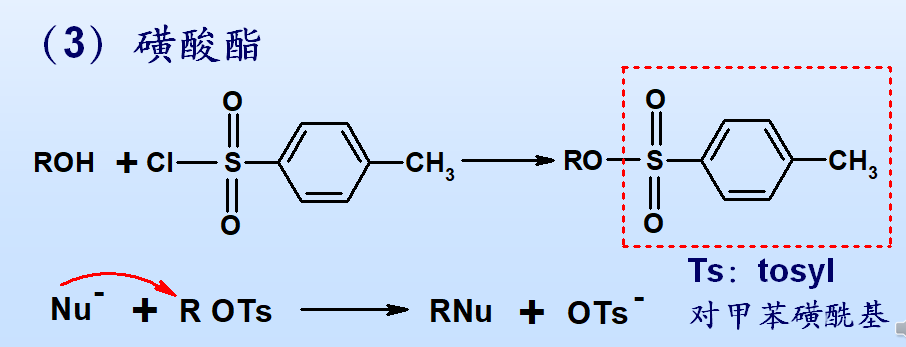 （3）磺酸酯
O O
ROH + Cl S CH₃ RO S CH₃
O O
Ts： tosyl
Nu⁻ + R OTs RNu + OTs⁻
对甲苯磺酰基